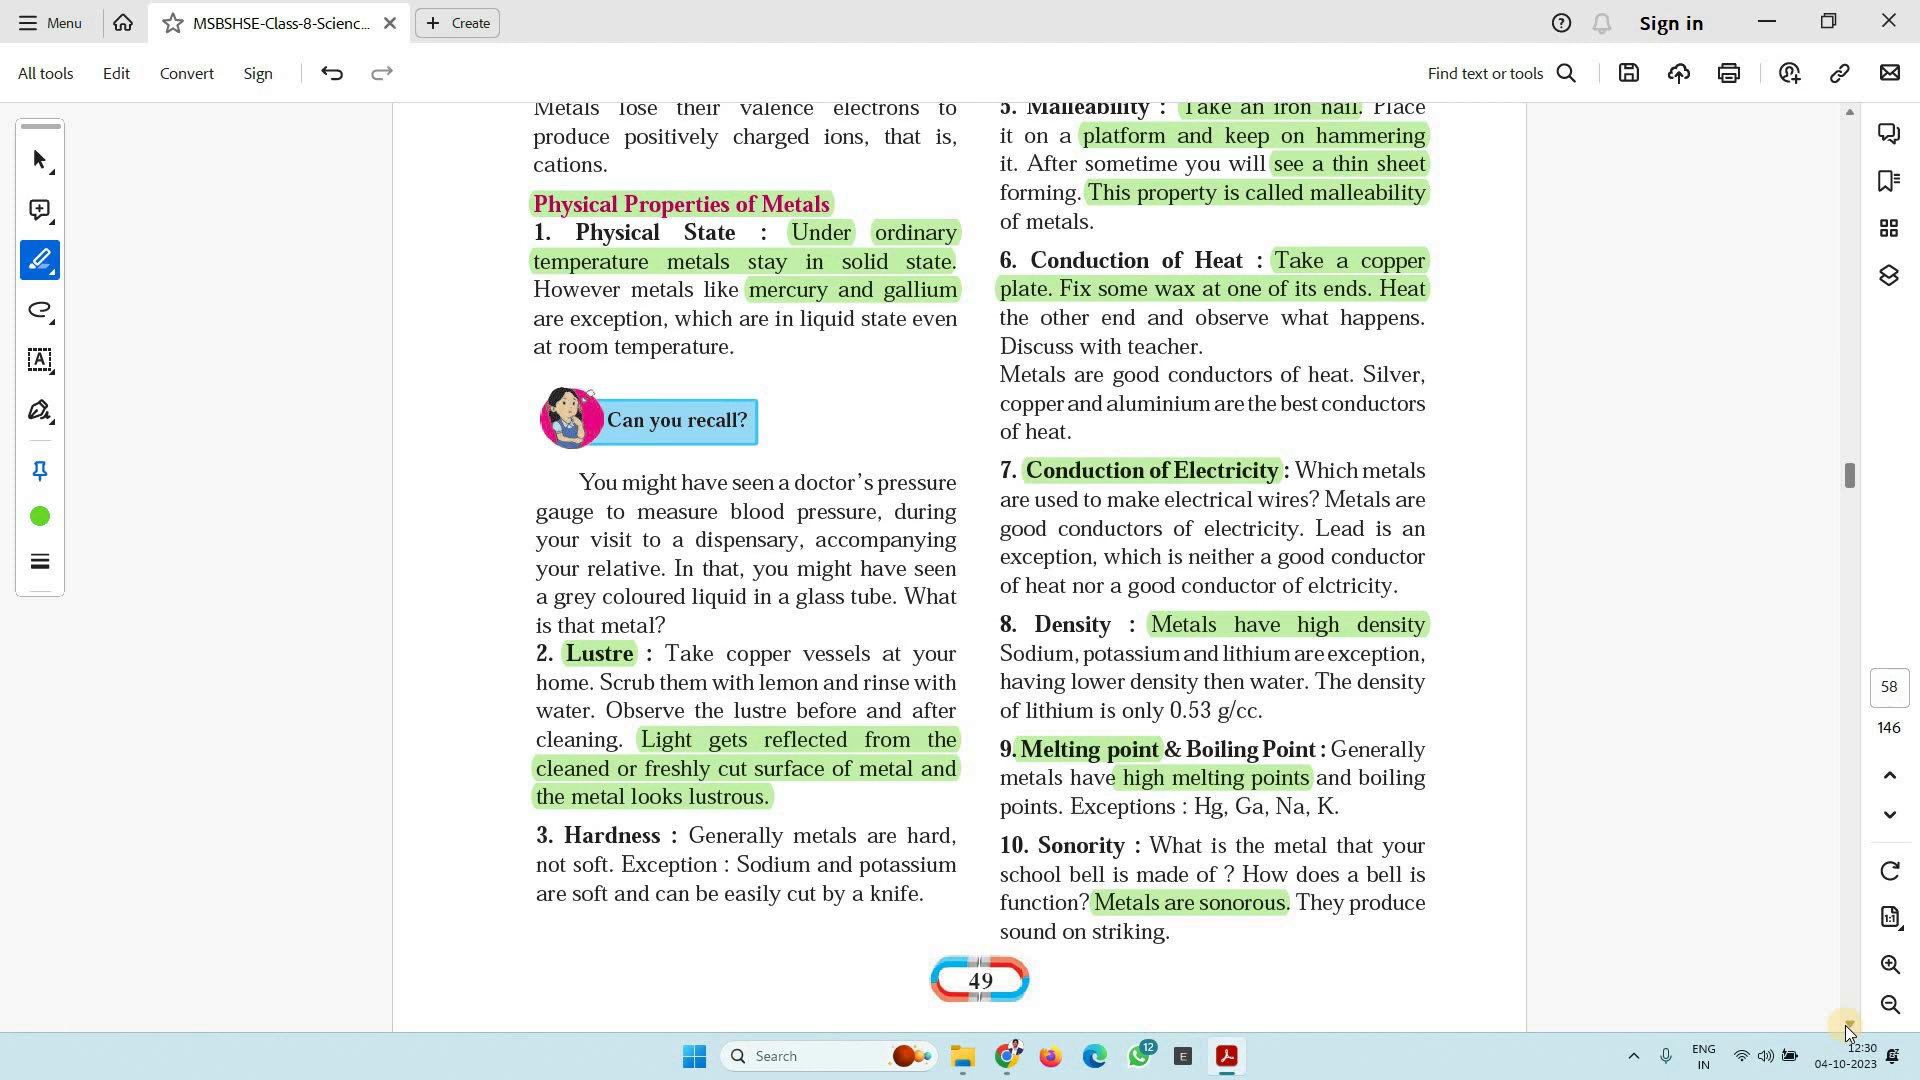 Menu
MSBSHSE-Class-8-Scienc...
Create
Sign in
All tools
Edit
Convert
Sign
Find text or tools
Metals lose their valence electrons to
produce positively charged ions, that is,
cations.
Physical Properties of Metals
1. Physical State : Under ordinary
temperature metals stay in solid state.
However metals like mercury and gallium
are exception, which are in liquid state even
at room temperature.
Can you recall?
You might have seen a doctor's pressure
gauge to measure blood pressure, during
your visit to a dispensary, accompanying
your relative. In that, you might have seen
a grey coloured liquid in a glass tube. What
is that metal?
2. Lustre : Take copper vessels at your
home. Scrub them with lemon and rinse with
water. Observe the lustre before and after
cleaning. Light gets reflected from the
cleaned or freshly cut surface of metal and
the metal looks lustrous.
3. Hardness : Generally metals are hard,
not soft. Exception : Sodium and potassium
are soft and can be easily cut by a knife.
5. Malleability : Take an iron nail. Place
it on a platform and keep on hammering
it. After sometime you will see a thin sheet
forming. This property is called malleability
of metals.
6. Conduction of Heat : Take a copper
plate. Fix some wax at one of its ends. Heat
the other end and observe what happens.
Discuss with teacher.
Metals are good conductors of heat. Silver,
copper and aluminium are the best conductors
of heat.
7. Conduction of Electricity : Which metals
are used to make electrical wires? Metals are
good conductors of electricity. Lead is an
exception, which is neither a good conductor
of heat nor a good conductor of elctricity.
8. Density : Metals have high density
Sodium, potassium and lithium are exception,
having lower density then water. The density
of lithium is only 0.53 g/cc.
9. Melting point & Boiling Point : Generally
metals have high melting points and boiling
points. Exceptions : Hg, Ga, Na, K.
10. Sonority : What is the metal that your
school bell is made of ? How does a bell is
function? Metals are sonorous. They produce
sound on striking.
49
58
146
1:1
Search
12
E
ENG
IN
12:30
04-10-2023